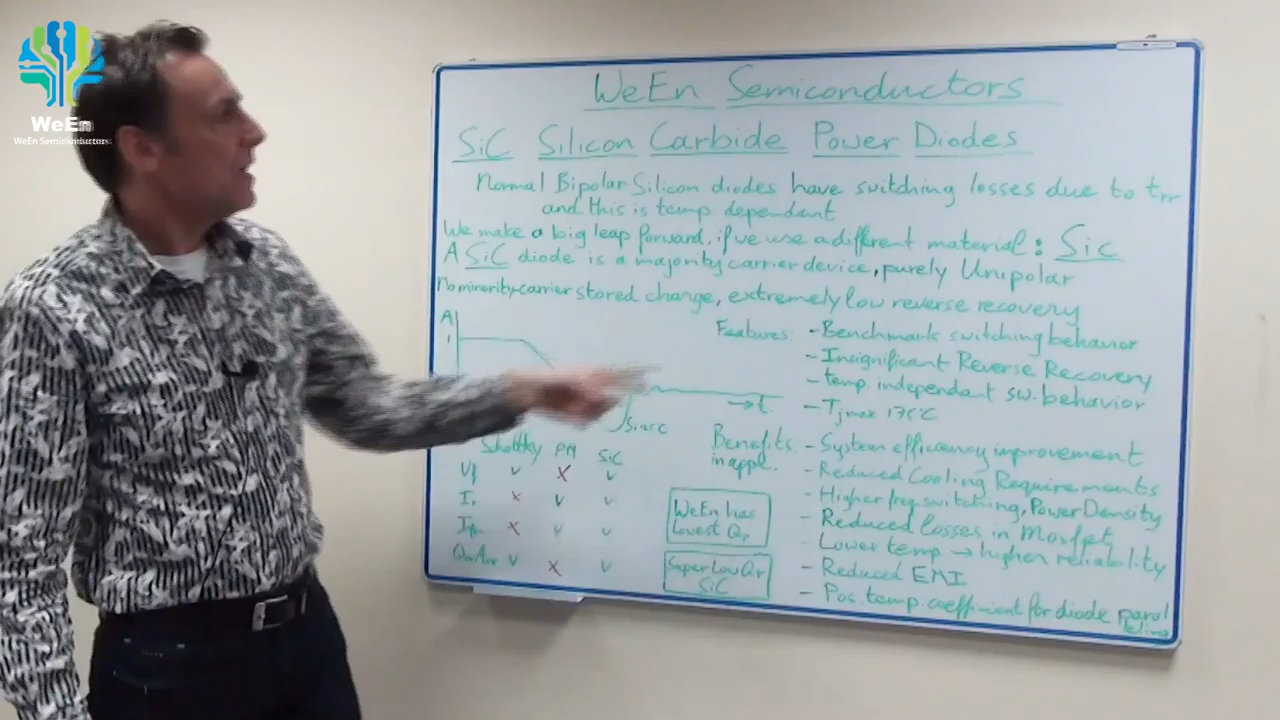 WeEn
WeEn Semiconductors
WeEn Semiconductors
SiC Silicon Carbide Power Diodes
Normal Bipolar Silicon diodes have switching losses due to trr
and this is temp dependant
We make a big leap forward, if we use a different material: Sic
A SiC diode is a majority carrier device, purely Unipolar
No minority-carrier stored charge, extremely low reverse recovery
A
1
→ t.
Features: - Benchmark switching behavior
- Insignificant Reverse Recovery
- temp. independant sw. behavior
- Tjmax 175C
Schottky PN SiC
Vf v X v
Ir x v v
x v v
Qrr/trr v x v
WeEn has
Lowest Qr
Super Low Qr
SiC
Benefits
in appl.
- System efficiency improvement
- Reduced Cooling Requirements
- Higher freq. switching, Power Density
- Reduced losses in Mosfet
- Lower temp → higher reliability
- Reduced EMI
- Pos. temp. coefficient for diode paral